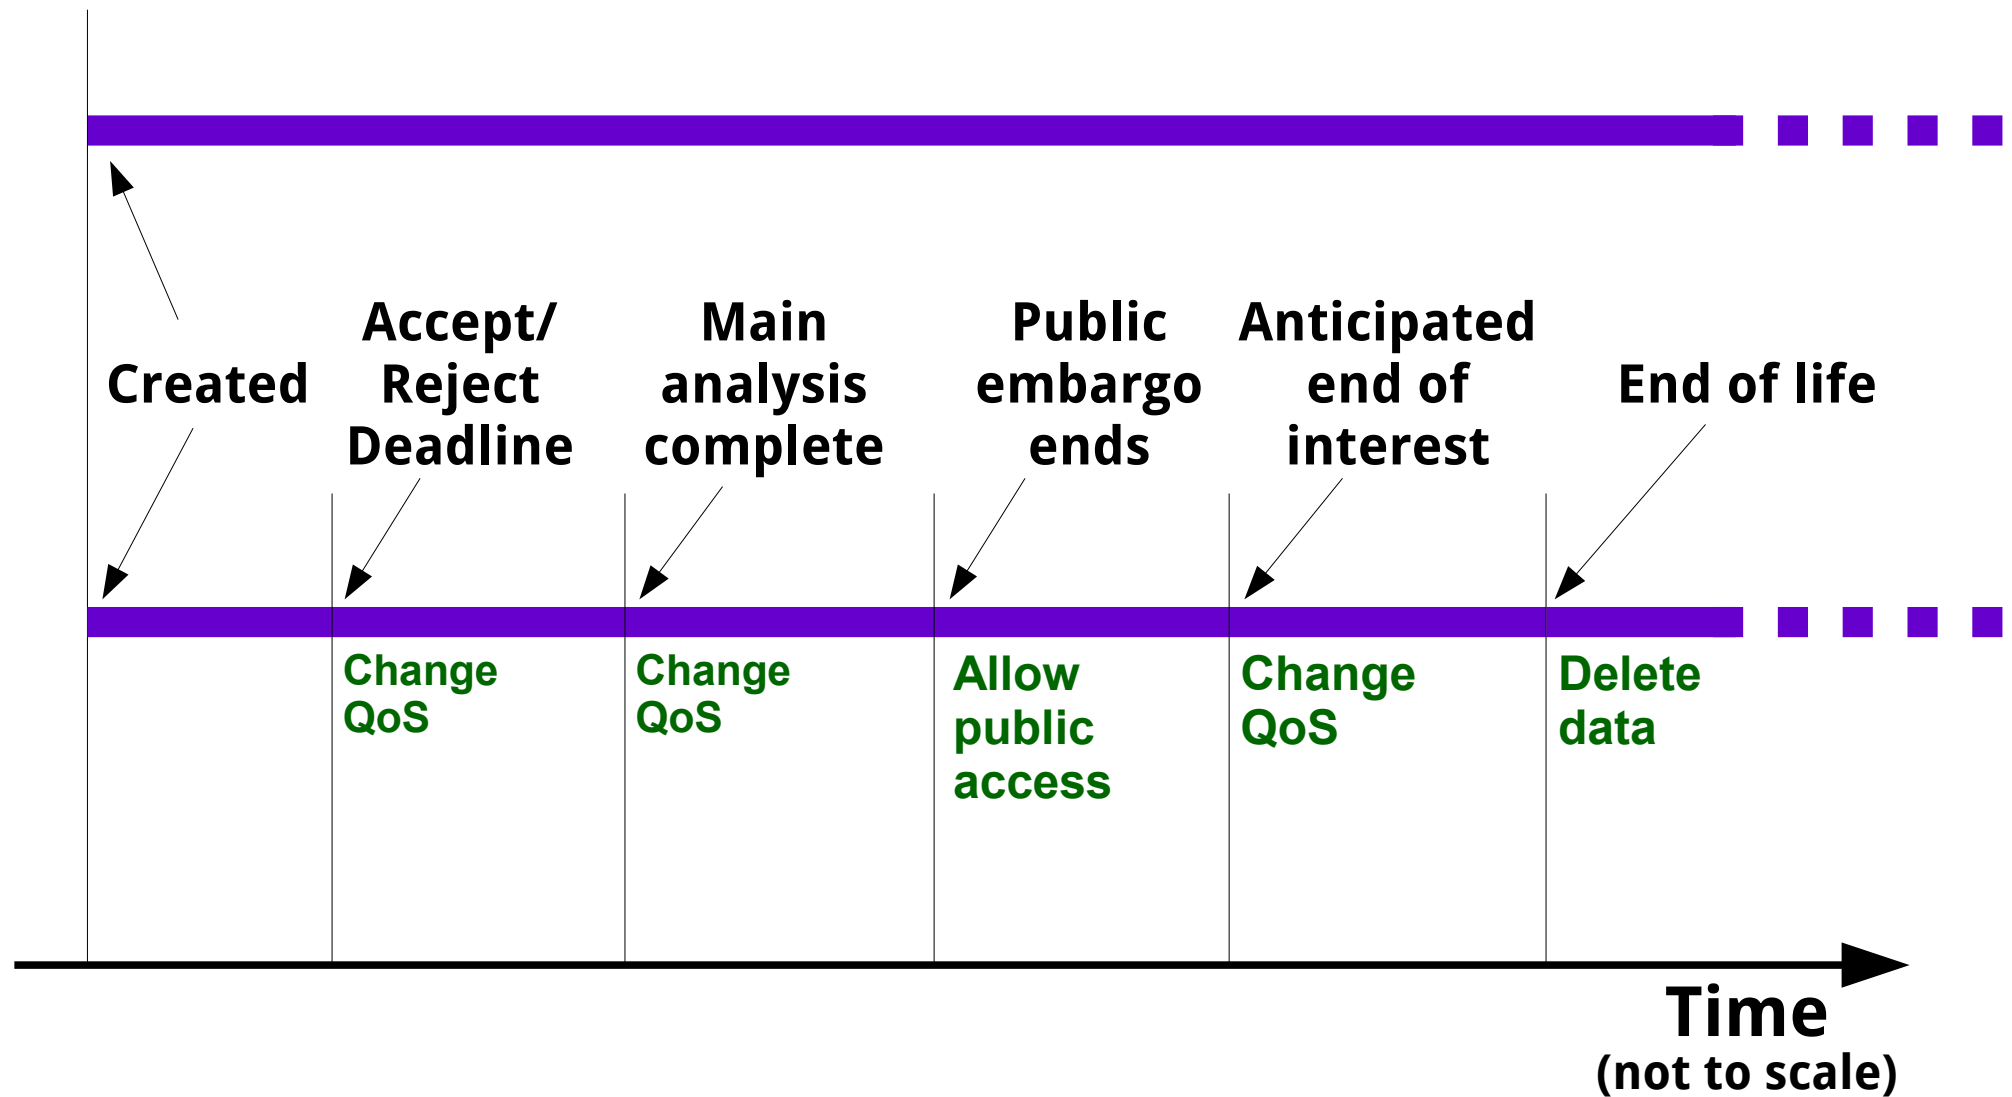 Created
Accept/
Reject
Deadline
Main
analysis
complete
Public
embargo
ends
Anticipated
end of
interest
End of life
Change
QoS
Change
QoS
Allow
public
access
Change
QoS
Delete
data
Time
(not to scale)